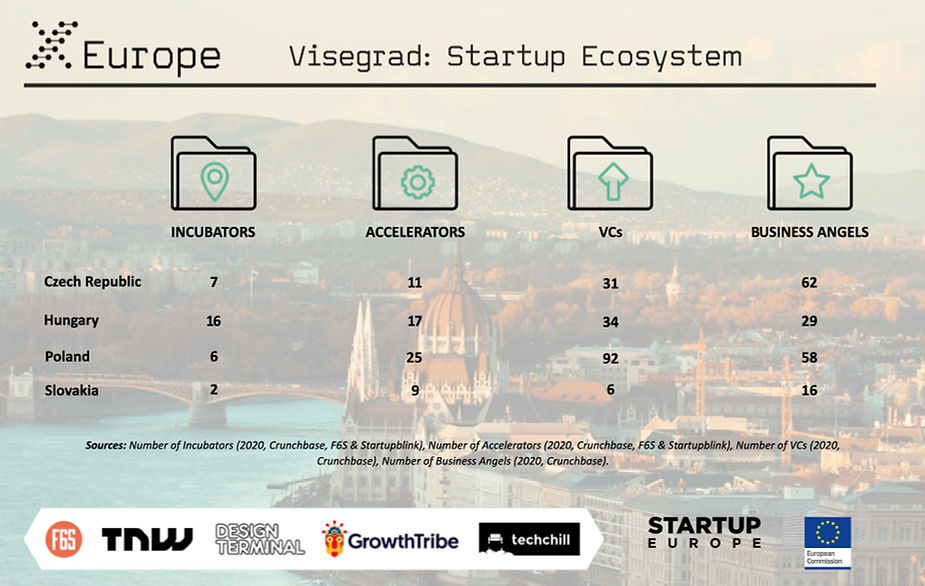 Europe
Visegrad: Startup Ecosystem
INCUBATORS ACCELERATORS VCs BUSINESS ANGELS
Czech Republic 7 11 31 62
Hungary 16 17 34 29
Poland 6 25 92 58
Slovakia 2 9 6 16
Sources: Number of Incubators (2020, Crunchbase, F6S & Startupblink), Number of Accelerators (2020, Crunchbase, F6S & Startupblink), Number of VCs (2020,
Crunchbase), Number of Business Angels (2020, Crunchbase).
F6S TNW DESIGN TERMINAL GrowthTribe techchill
STARTUP
EUROPE
European
Commission